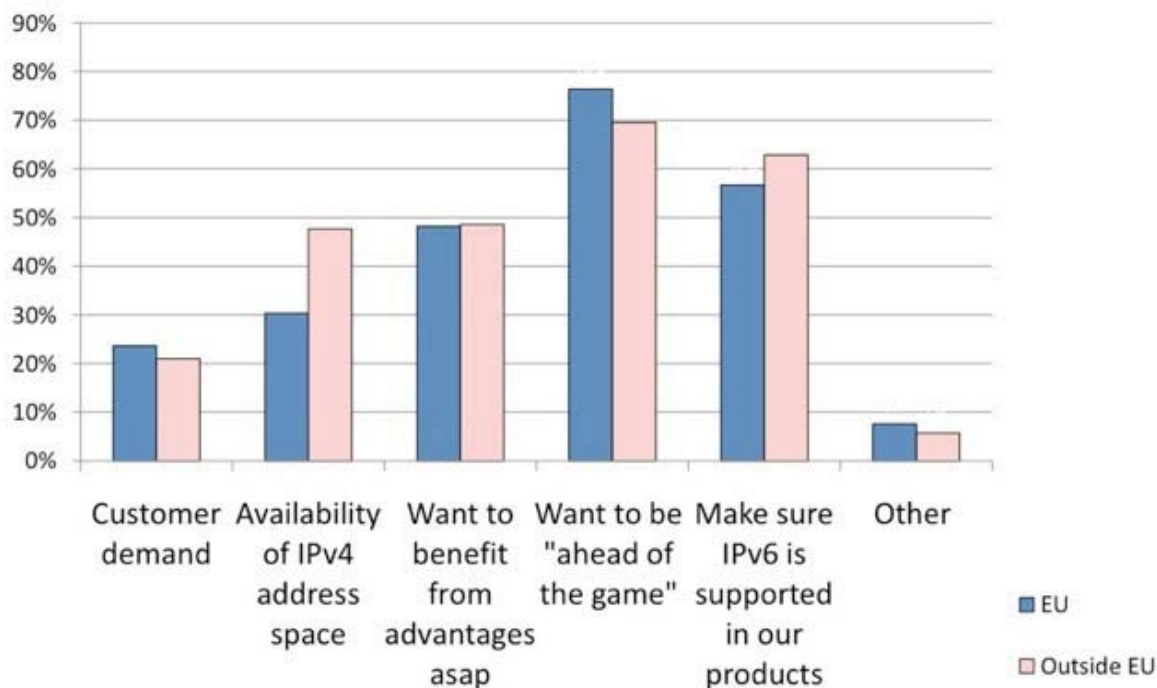 90%
80%
70%
60%
50%
40%
30%
20%
10%
0%
Customer
demand
Availability
of IPv4
address
space
Want to
benefit
from
advantages
asap
Want to be
"ahead of
the game"
Make sure
IPv6 is
supported
in our
products
Other
EU
Outside EU